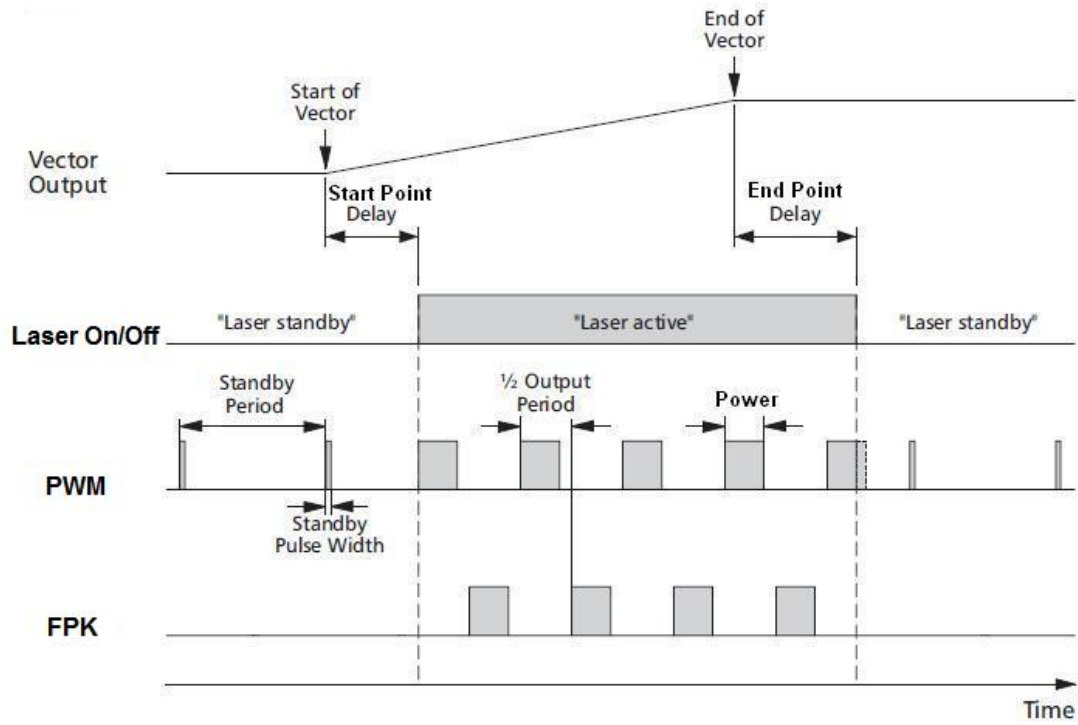 End of
Vector
Start of
Vector
Vector
Output
Start Point
Delay
End Point
Delay
Laser On/Off
"Laser standby"
"Laser active"
"Laser standby"
Standby
Period
½ Output
Period
Power
PWM
Standby
Pulse Width
FPK
Time